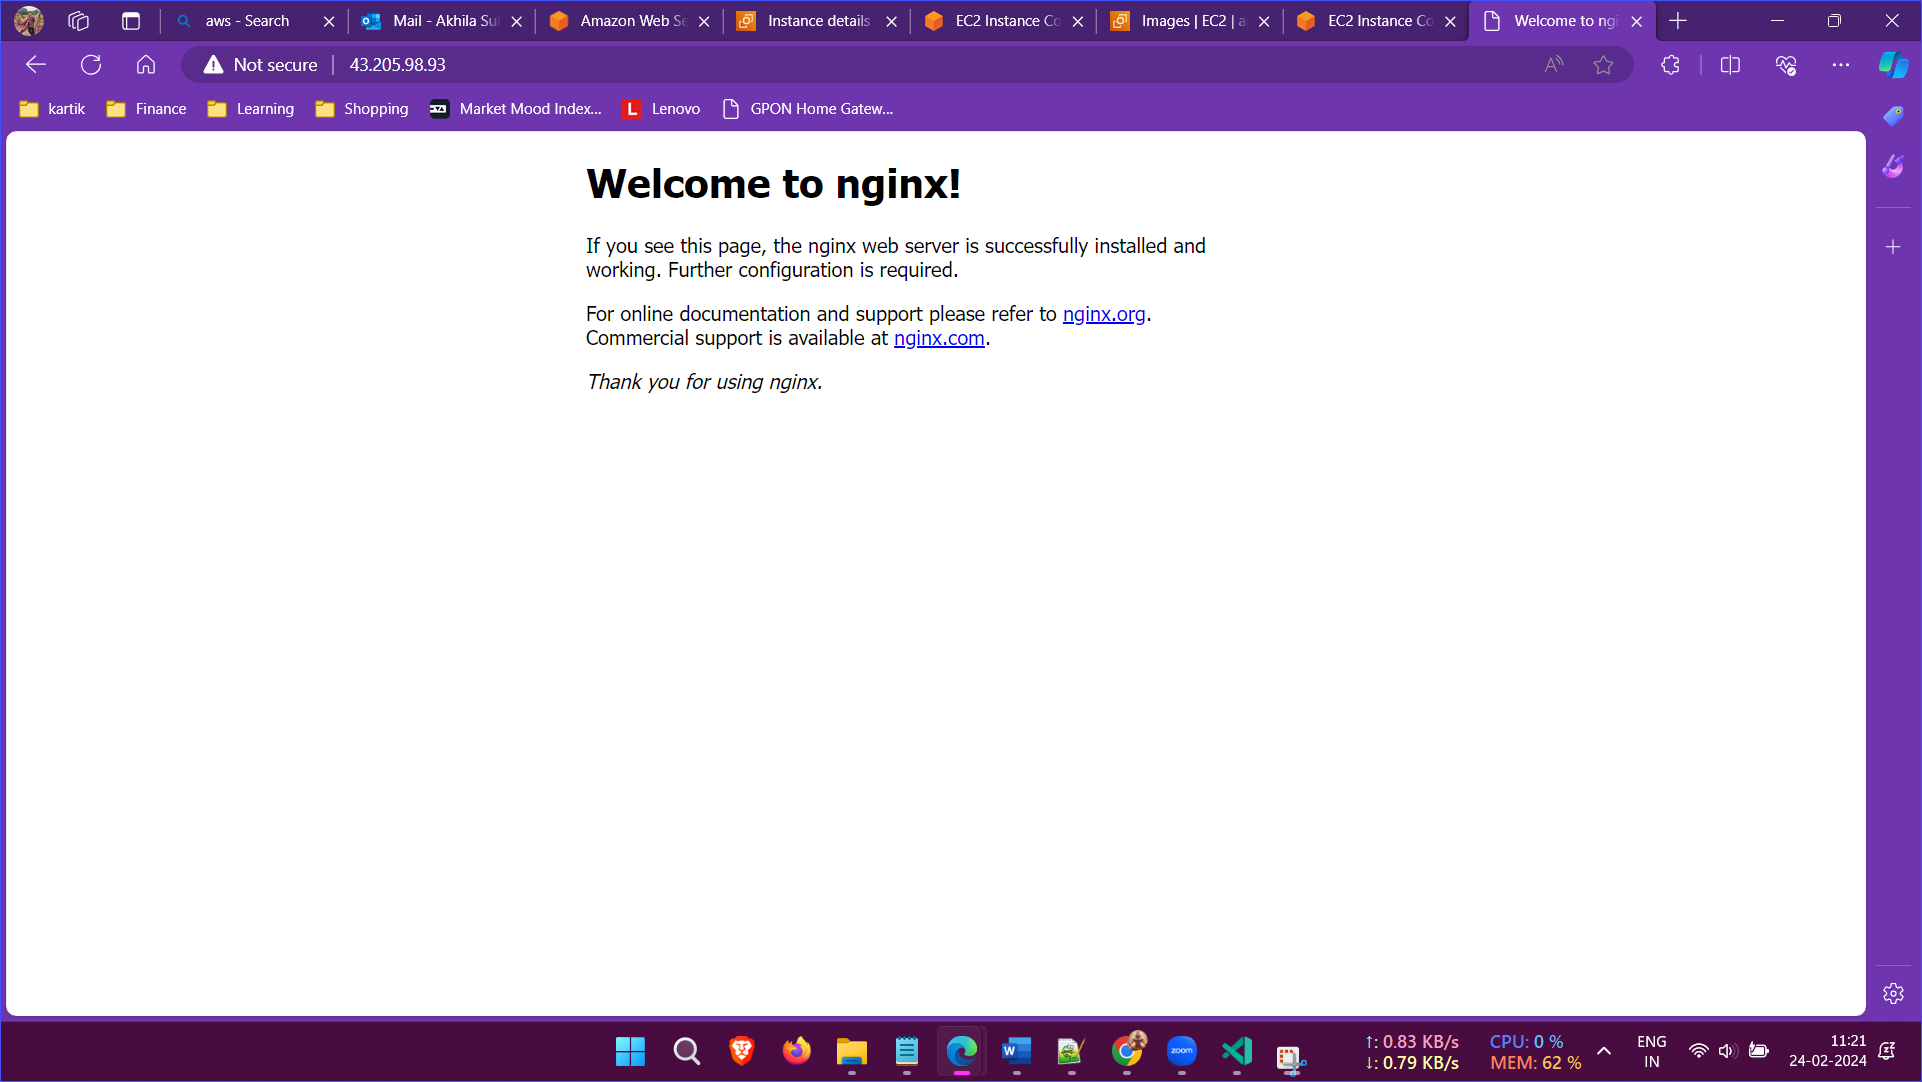 aws - Search
Mail - Akhila Sul
Amazon Web Se
Instance details
EC2 Instance Co
Images | EC2 | a
EC2 Instance Co
Welcome to ngi
Not secure
43.205.98.93
kartik
Finance
Learning
Shopping
Market Mood Index...
L Lenovo
GPON Home Gatew...
Welcome to nginx!
If you see this page, the nginx web server is successfully installed and
working. Further configuration is required.
For online documentation and support please refer to nginx.org.
Commercial support is available at nginx.com.
Thank you for using nginx.
zoom
↑: 0.83 KB/s
↓: 0.79 KB/s
CPU: 0 %
MEM: 62 %
ENG
IN
11:21
24-02-2024